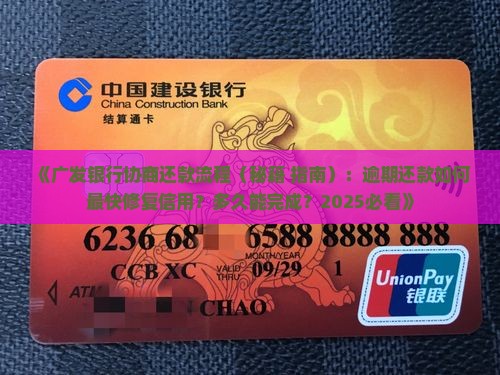 中国建设银行
China Construction Bank
结算通卡
《广发银行协商还款流程（秘籍 指南）：逾期还款如何
最快修复信用？多久能完成？2025必看》
6236 68 6588 8888 888
MONTH/YEAR
CCB XC VALID THRU 09/29 1
ATM
CHAO
UnionPay
银联